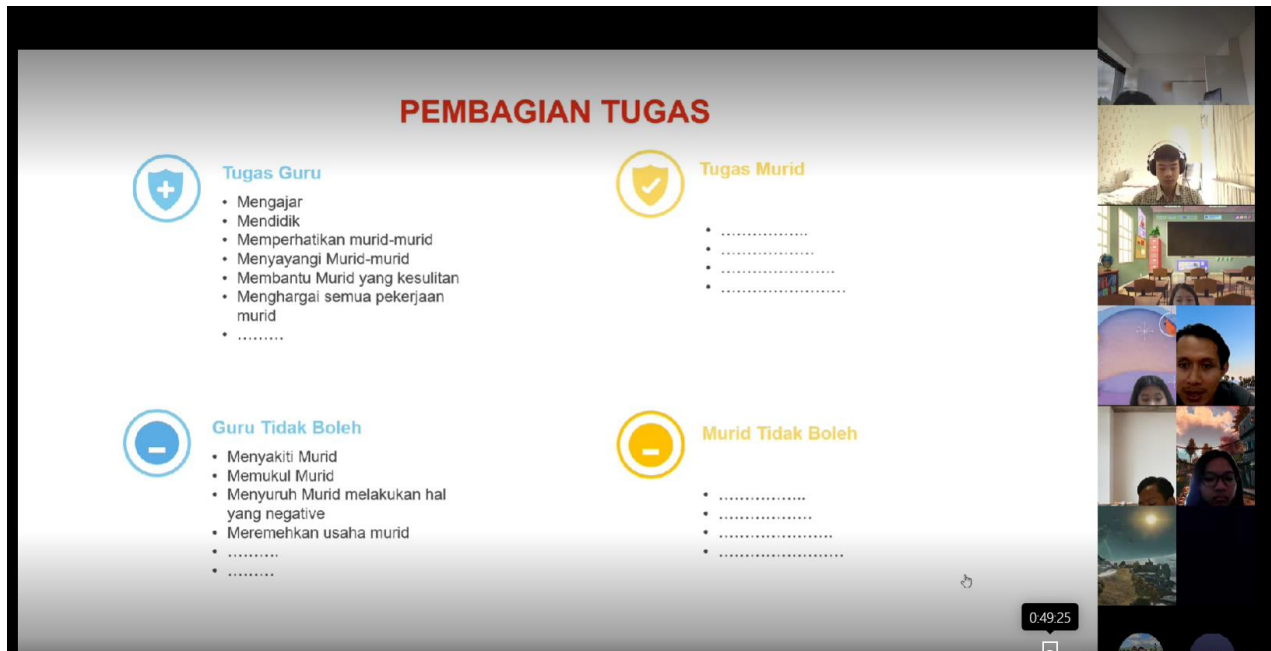 PEMBAGIAN TUGAS
Tugas Guru
• Mengajar
• Mendidik
• Memperhatikan murid-murid
• Menyayangi Murid-murid
• Membantu Murid yang kesulitan
• Menghargai semua pekerjaan
murid
• .........
Tugas Murid
• .................
• ..................
• ......................
• ........................
Guru Tidak Boleh
• Menyakiti Murid
• Memukul Murid
• Menyuruh Murid melakukan hal
yang negative
• Meremehkan usaha murid
• ..........
• .........
Murid Tidak Boleh
• .................
• ..................
• ......................
• ........................
0:49:25